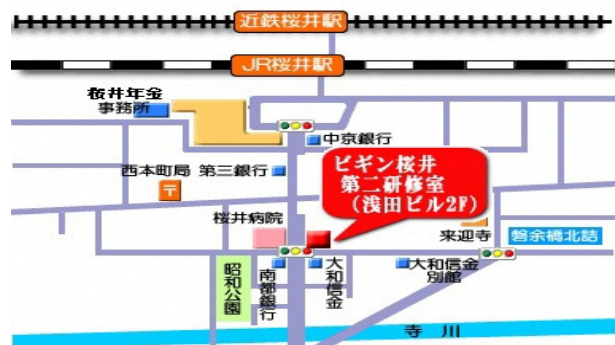 近鉄桜井駅
JR桜井駅
桜井年金
事務所
中京銀行
西本町局
第三銀行
〒
ビギン桜井
第二研修室
（浅田ビル2F）
桜井病院
来迎寺
磐余橋北詰
昭和公園
南都銀行
大和信金
大和信金
別館
寺川